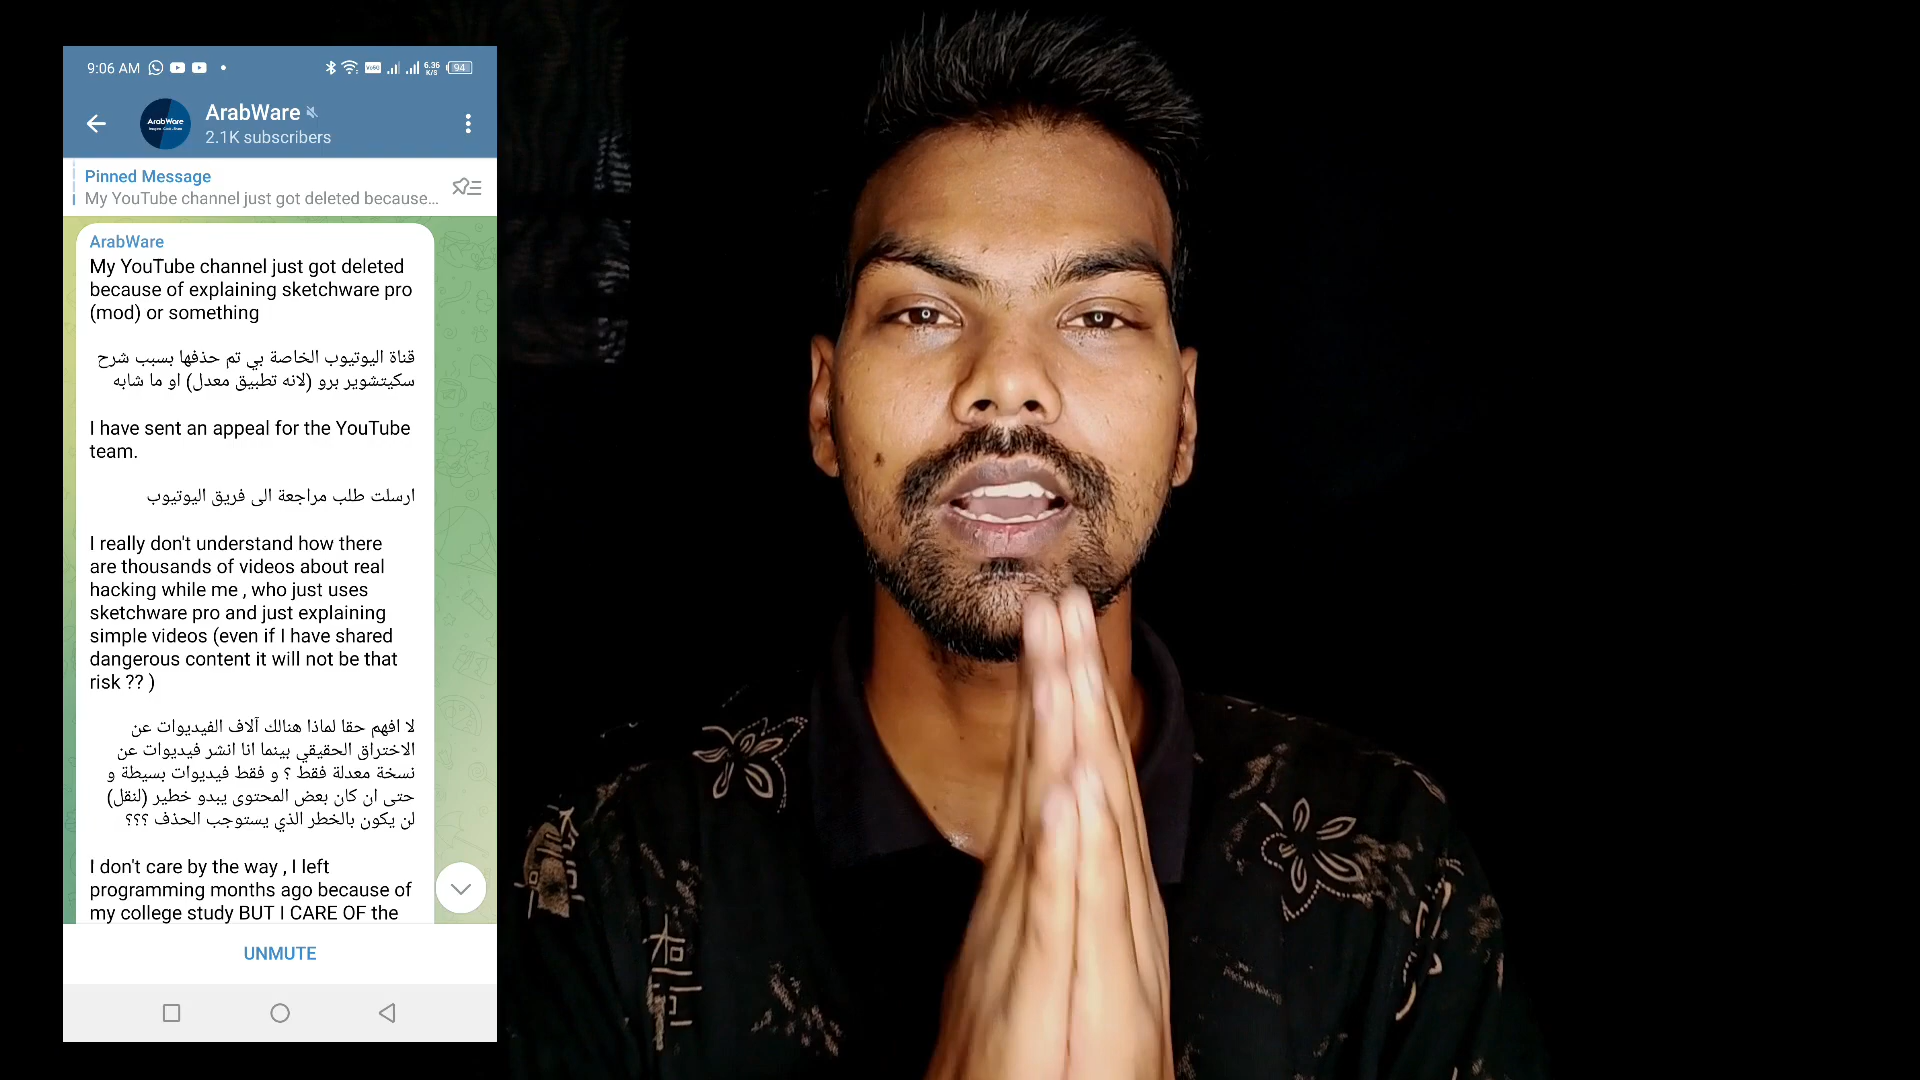 9:06 AM
VoLTE
6.36
K/S
94
ArabWare
ArabWare
2.1K subscribers
Pinned Message
My YouTube channel just got deleted because...
ArabWare
My YouTube channel just got deleted
because of explaining sketchware pro
(mod) or something
قناة اليوتيوب الخاصة بي تم حذفها بسبب شرح
سكيتشوير برو (لانه تطبيق معدل) او ما شابه
I have sent an appeal for the YouTube
team.
ارسلت طلب مراجعة الى فريق اليوتيوب
I really don't understand how there
are thousands of videos about real
hacking while me , who just uses
sketchware pro and just explaining
simple videos (even if I have shared
dangerous content it will not be that
risk ?? )
لا افهم حقا لماذا هنالك آلاف الفيديوات عن
الاختراق الحقيقي بينما انا انشر فيديوات عن
نسخة معدلة فقط ؟ و فقط فيديوات بسيطة و
حتى ان كان بعض المحتوى يبدو خطير (لنقل)
لن يكون بالخطر الذي يستوجب الحذف ؟؟؟
I don't care by the way , I left
programming months ago because of
my college study BUT I CARE OF the
UNMUTE